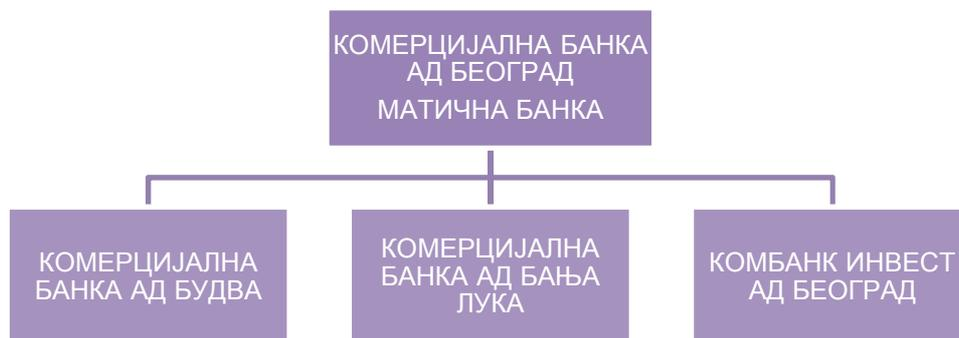 КОМЕРЦИЈАЛНА БАНКА
АД БЕОГРАД
МАТИЧНА БАНКА
КОМЕРЦИЈАЛНА
БАНКА АД БУДВА
КОМЕРЦИЈАЛНА
БАНКА АД БАЊА
ЛУКА
КОМБАНК ИНВЕСТ
АД БЕОГРАД